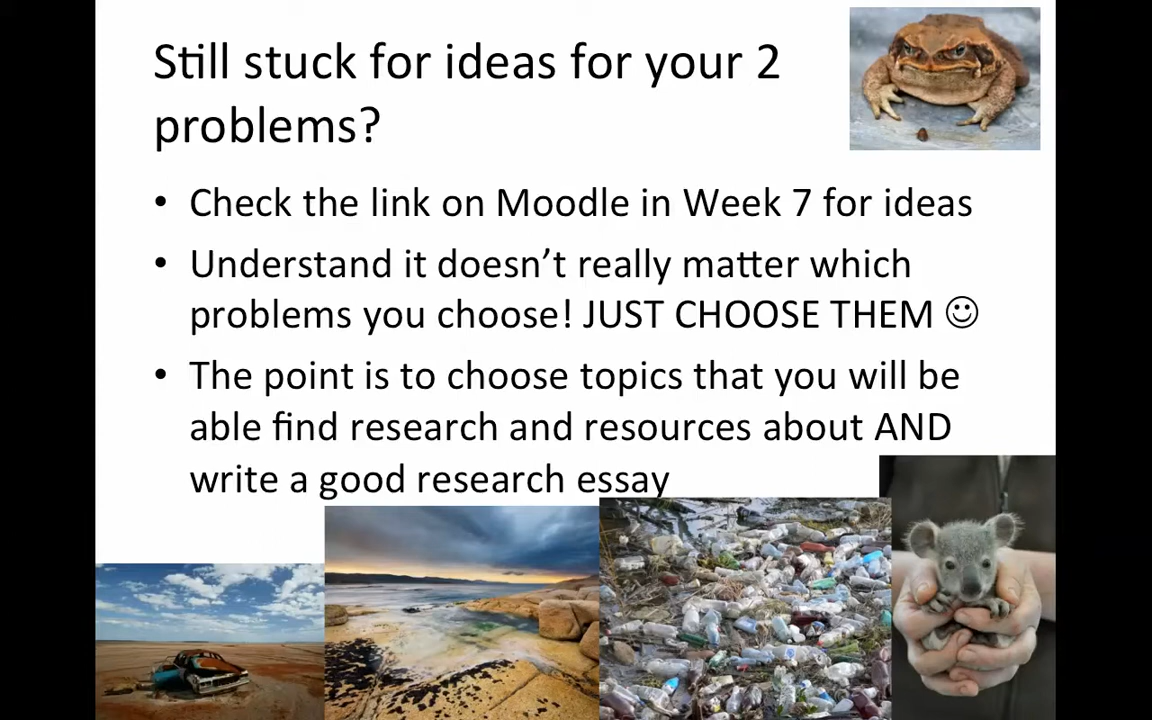 Still stuck for ideas for your 2
problems?
• Check the link on Moodle in Week 7 for ideas
• Understand it doesn’t really matter which
problems you choose! JUST CHOOSE THEM ☺
• The point is to choose topics that you will be
able find research and resources about AND
write a good research essay